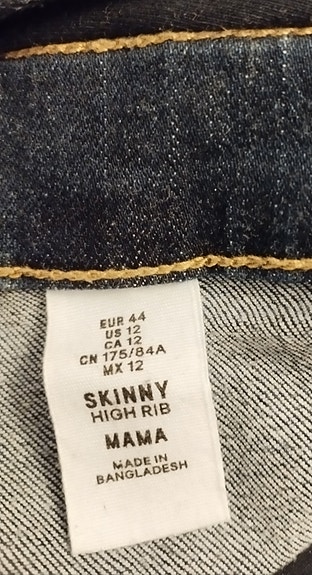 EUR 44
US 12
CA 12
CN 175/84A
MX 12
SKINNY
HIGH RIB
MAMA
MADE IN
BANGLADESH